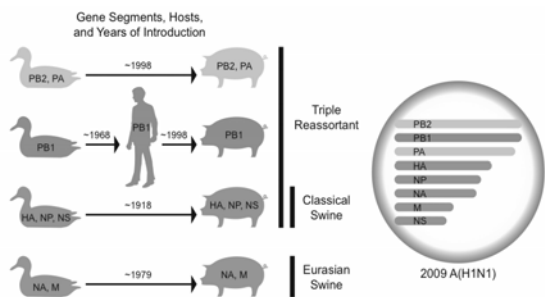 Gene Segments, Hosts,
and Years of Introduction
PB2, PA
~1998
PB2, PA
PB1
~1968
PB1
~1998
PB1
HA, NP, NS
~1918
HA, NP, NS
NA, M
~1979
NA, M
Triple
Reassortant
Classical
Swine
Eurasian
Swine
PB2
PB1
PA
HA
NP
NA
M
NS
2009 A(H1N1)